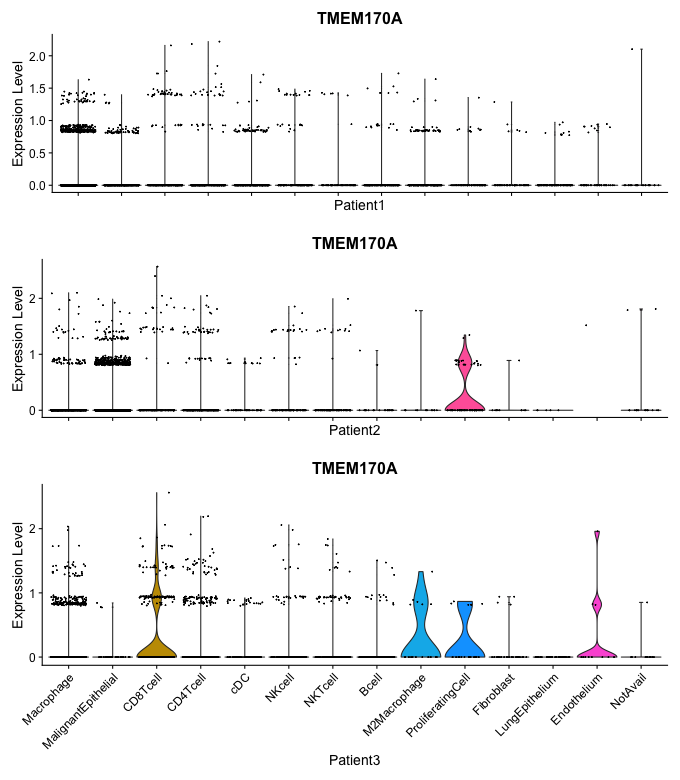 TMEM170A
Expression Level
2.0
1.5
1.0
0.5
0.0
Patient1
TMEM170A
Expression Level
2
1
0
Patient2
TMEM170A
Expression Level
2
1
0
Macrophage
MalignantEpithelial
CD8Tcell
CD4Tcell
cDC
NKcell
NKTcell
Bcell
M2Macrophage
ProliferatingCell
Fibroblast
LungEpithelium
Endothelium
NotAvail
Patient3